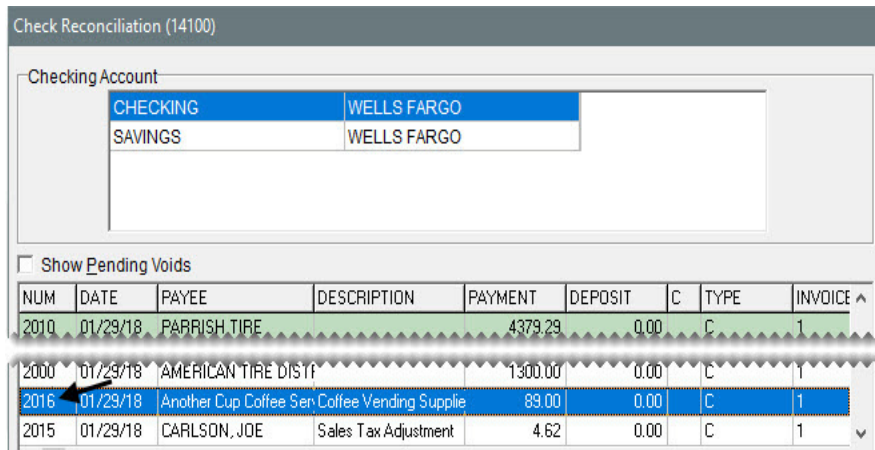 Check Reconciliation (14100)
Checking Account
CHECKING WELLS FARGO
SAVINGS WELLS FARGO
Show Pending Voids
NUM DATE PAYEE DESCRIPTION PAYMENT DEPOSIT C TYPE INVOICE
2010 01/29/18 PARRISH TIRE 4379.29 0.00 C 1
2000 01/29/18 AMERICAN TIRE DISTF 1300.00 0.00 C 1
2016 01/29/18 Another Cup Coffee Ser Coffee Vending Supplie 89.00 0.00 C 1
2015 01/29/18 CARLSON, JOE Sales Tax Adjustment 4.62 0.00 C 1